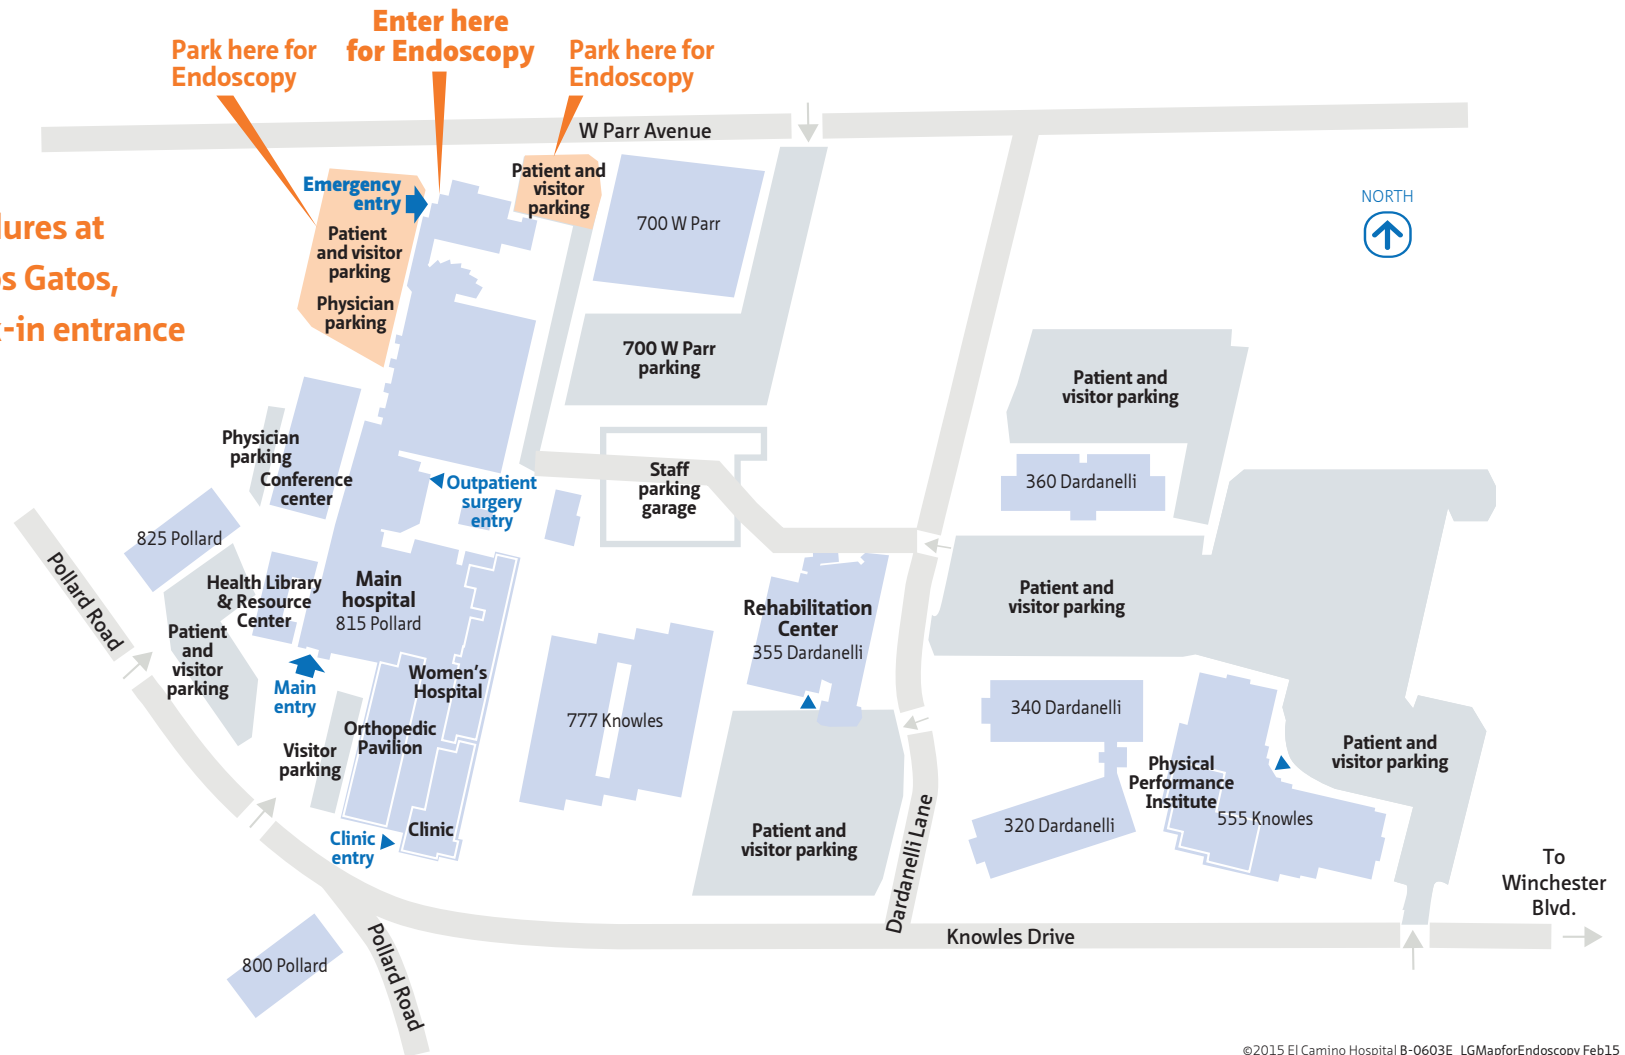 Enter here
for Endoscopy
Park here for
Endoscopy
Park here for
Endoscopy
W Parr Avenue
Emergency
entry
Patient and
visitor
parking
700 W Parr
NORTH
Patient
and visitor
parking
Physician
parking
dures at
os Gatos,
-in entrance
700 W Parr
parking
Patient and
visitor parking
Physician
parking
Conference
center
Outpatient
surgery
entry
Staff
parking
garage
360 Dardanelli
825 Pollard
Pollard Road
Health Library
& Resource
Center
Main
hospital
815 Pollard
Rehabilitation
Center
355 Dardanelli
Patient and
visitor parking
Patient
and
visitor
parking
Main
entry
Women's
Hospital
Orthopedic
Pavilion
Visitor
parking
777 Knowles
340 Dardanelli
Physical
Performance
Institute
555 Knowles
Patient and
visitor parking
Clinic
entry
Clinic
Patient and
visitor parking
Dardanelli Lane
320 Dardanelli
To
Winchester
Blvd.
Knowles Drive
800 Pollard
Pollard Road
©2015 El Camino Hospital B-0603E_LGMapforEndoscopy_Feb15